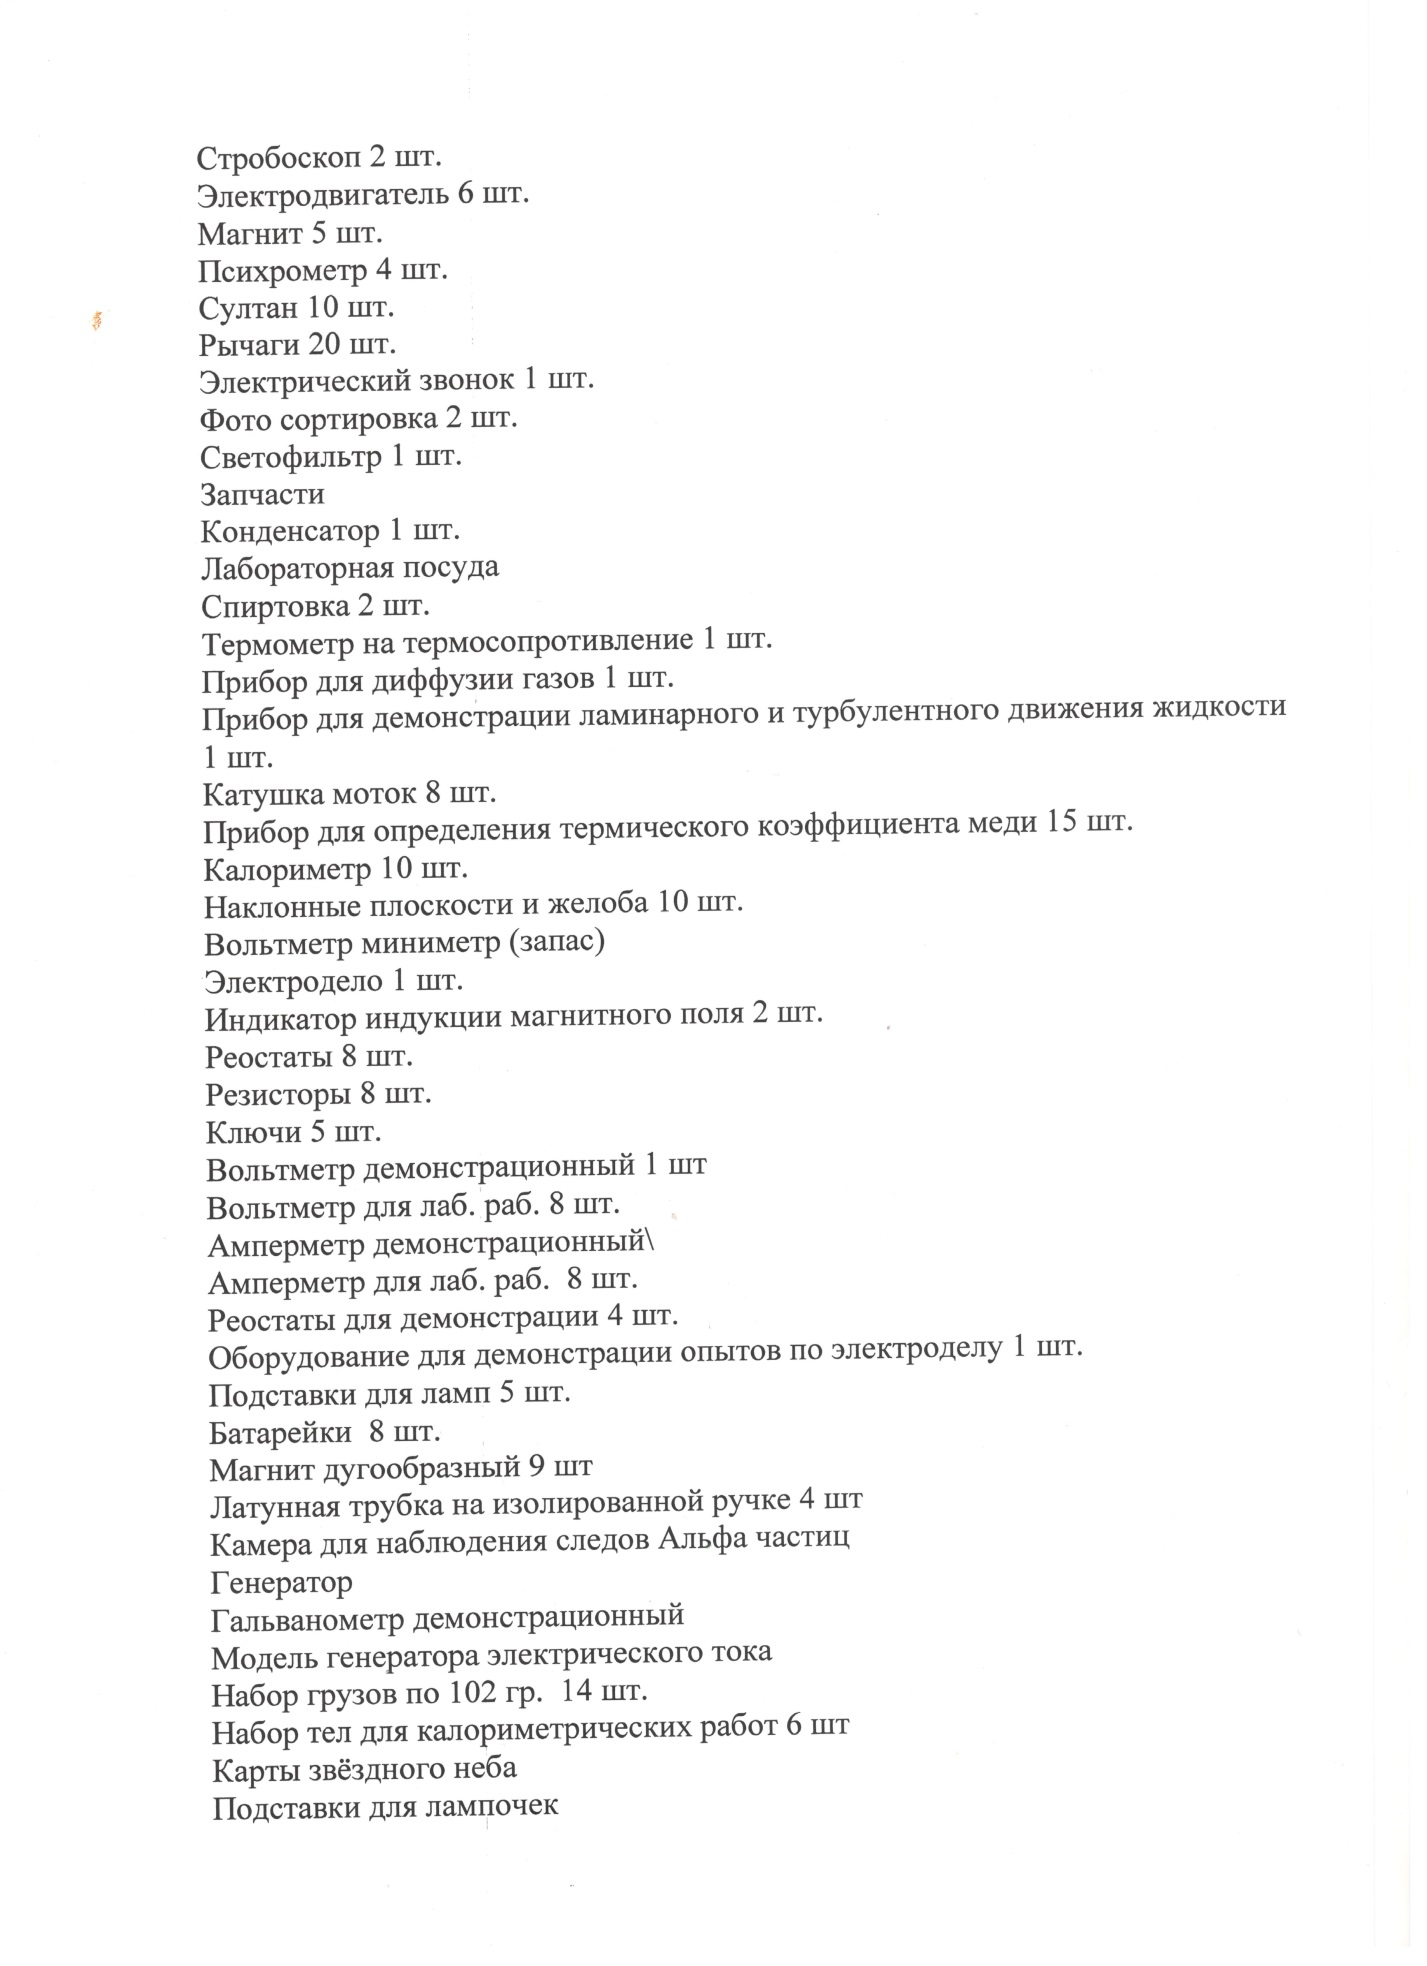 Стробоскоп 2 шт.
Электродвигатель 6 шт.
Магнит 5 шт.
Психрометр 4 шт.
Султан 10 шт.
Рычаги 20 шт.
Электрический звонок 1 шт.
Фото сортировка 2 шт.
Светофильтр 1 шт.
Запчасти
Конденсатор 1 шт.
Лабораторная посуда
Спиртовка 2 шт.
Термометр на термосопротивление 1 шт.
Прибор для диффузии газов 1 шт.
Прибор для демонстрации ламинарного и турбулентного движения жидкости
1 шт.
Катушка моток 8 шт.
Прибор для определения термического коэффициента меди 15 шт.
Калориметр 10 шт.
Наклонные плоскости и желоба 10 шт.
Вольтметр миниметр (запас)
Электродело 1 шт.
Индикатор индукции магнитного поля 2 шт.
Реостаты 8 шт.
Резисторы 8 шт.
Ключи 5 шт.
Вольтметр демонстрационный 1 шт
Вольтметр для лаб. раб. 8 шт.
Амперметр демонстрационный\
Амперметр для лаб. раб.  8 шт.
Реостаты для демонстрации 4 шт.
Оборудование для демонстрации опытов по электроделу 1 шт.
Подставки для ламп 5 шт.
Батарейки  8 шт.
Магнит дугообразный 9 шт
Латунная трубка на изолированной ручке 4 шт
Камера для наблюдения следов Альфа частиц
Генератор
Гальванометр демонстрационный
Модель генератора электрического тока
Набор грузов по 102 гр.  14 шт.
Набор тел для калориметрических работ 6 шт
Карты звёздного неба
Подставки для лампочек